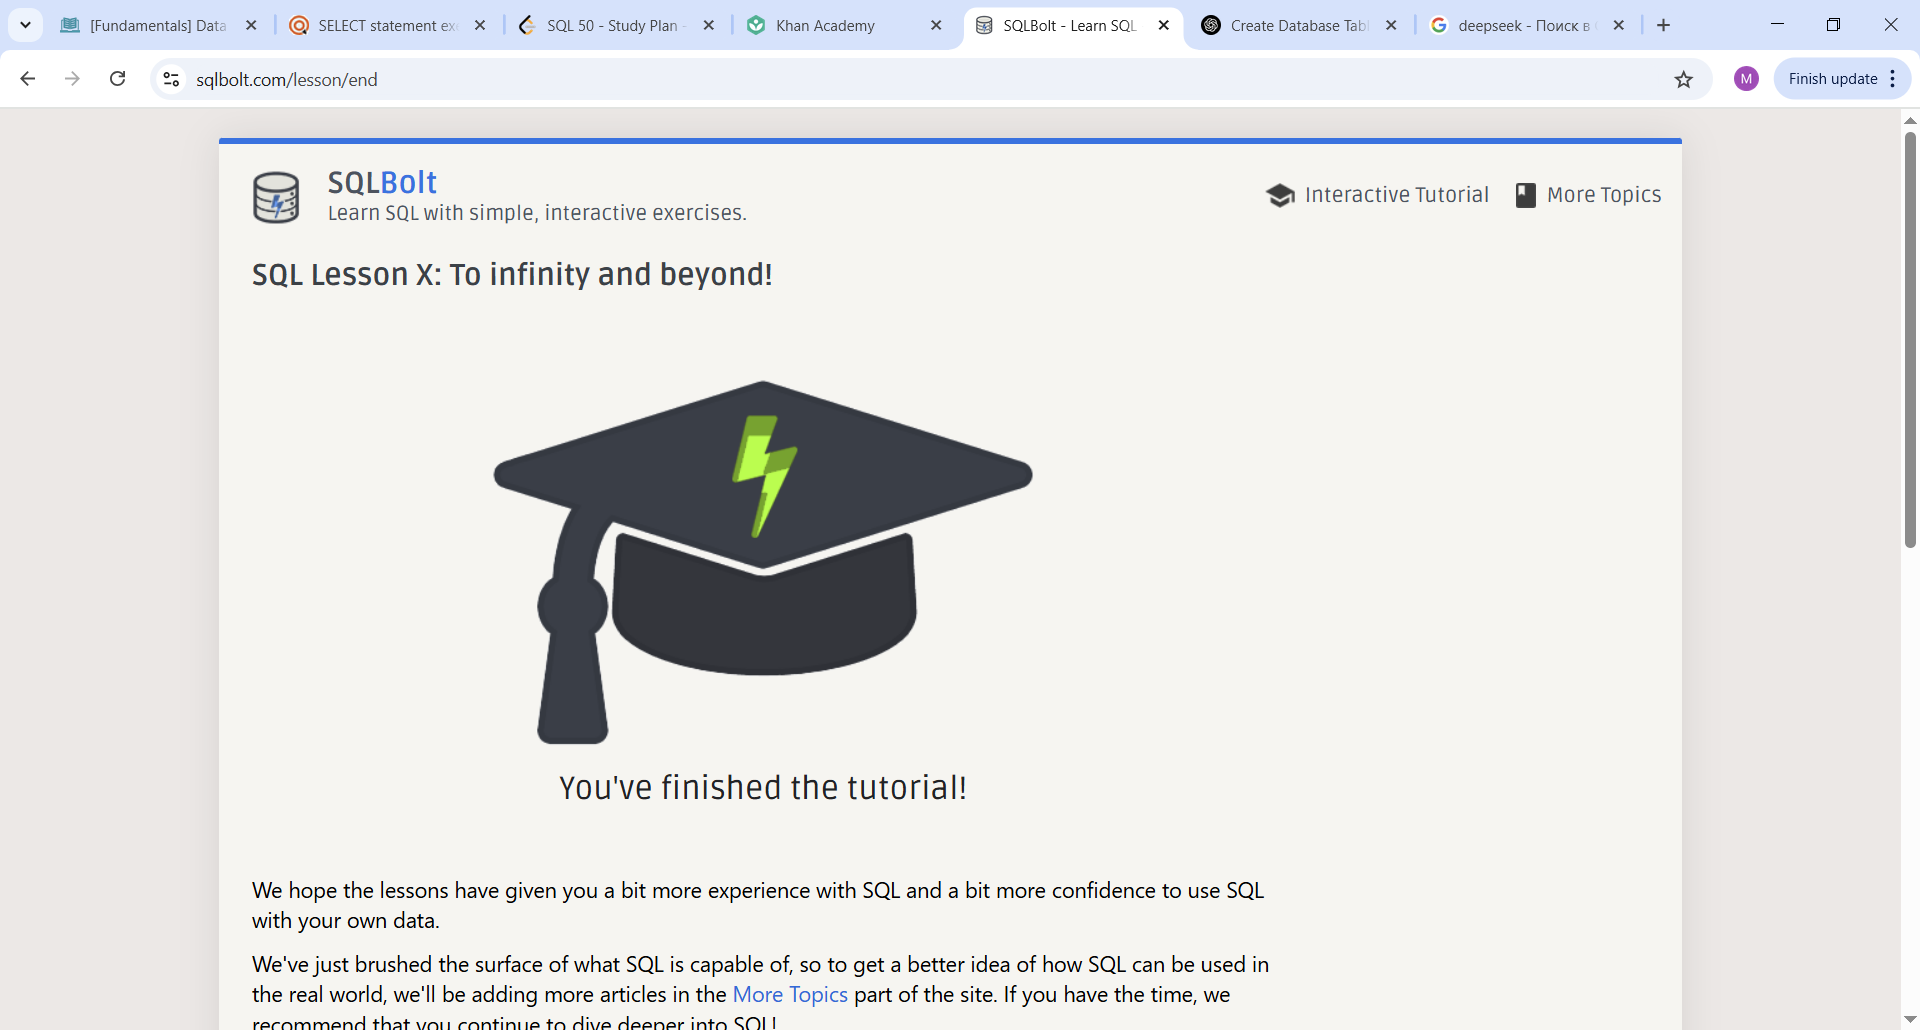 [Fundamentals] Data
SELECT statement exe
SQL 50 - Study Plan -
Khan Academy
SQLBolt - Learn SQL
Create Database Tabl
deepseek - Поиск в
sqlbolt.com/lesson/end
M
Finish update
SQLBolt
Learn SQL with simple, interactive exercises.
Interactive Tutorial
More Topics
SQL Lesson X: To infinity and beyond!
You've finished the tutorial!
We hope the lessons have given you a bit more experience with SQL and a bit more confidence to use SQL
with your own data.
We've just brushed the surface of what SQL is capable of, so to get a better idea of how SQL can be used in
the real world, we'll be adding more articles in the More Topics part of the site. If you have the time, we
recommend that you continue to dive deeper into SQL!